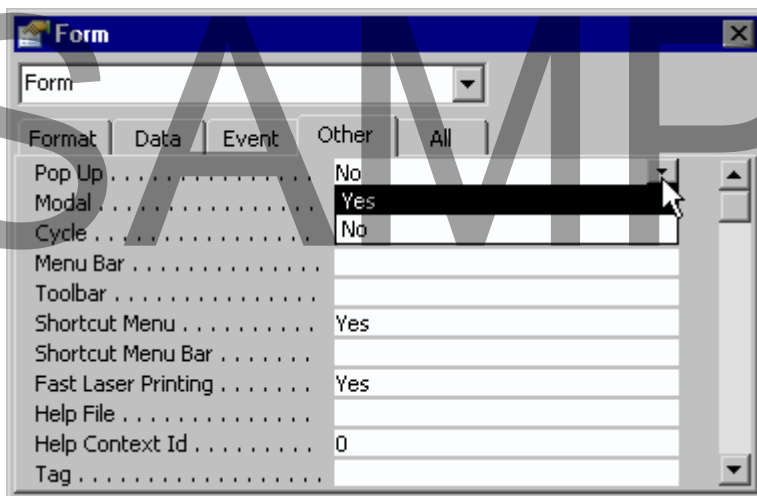 Form
Form
Format Data Event Other All
Pop Up . . . . . . . . . . . . . . . . No
Modal . . . . . . . . . . . . . . . . . Yes
Cycle . . . . . . . . . . . . . . . . . No
Menu Bar . . . . . . . . . . . . . .
Toolbar . . . . . . . . . . . . . . .
Shortcut Menu . . . . . . . . . . Yes
Shortcut Menu Bar . . . . . . .
Fast Laser Printing . . . . . . . Yes
Help File . . . . . . . . . . . . . . .
Help Context Id . . . . . . . . . 0
Tag . . . . . . . . . . . . . . . . . .